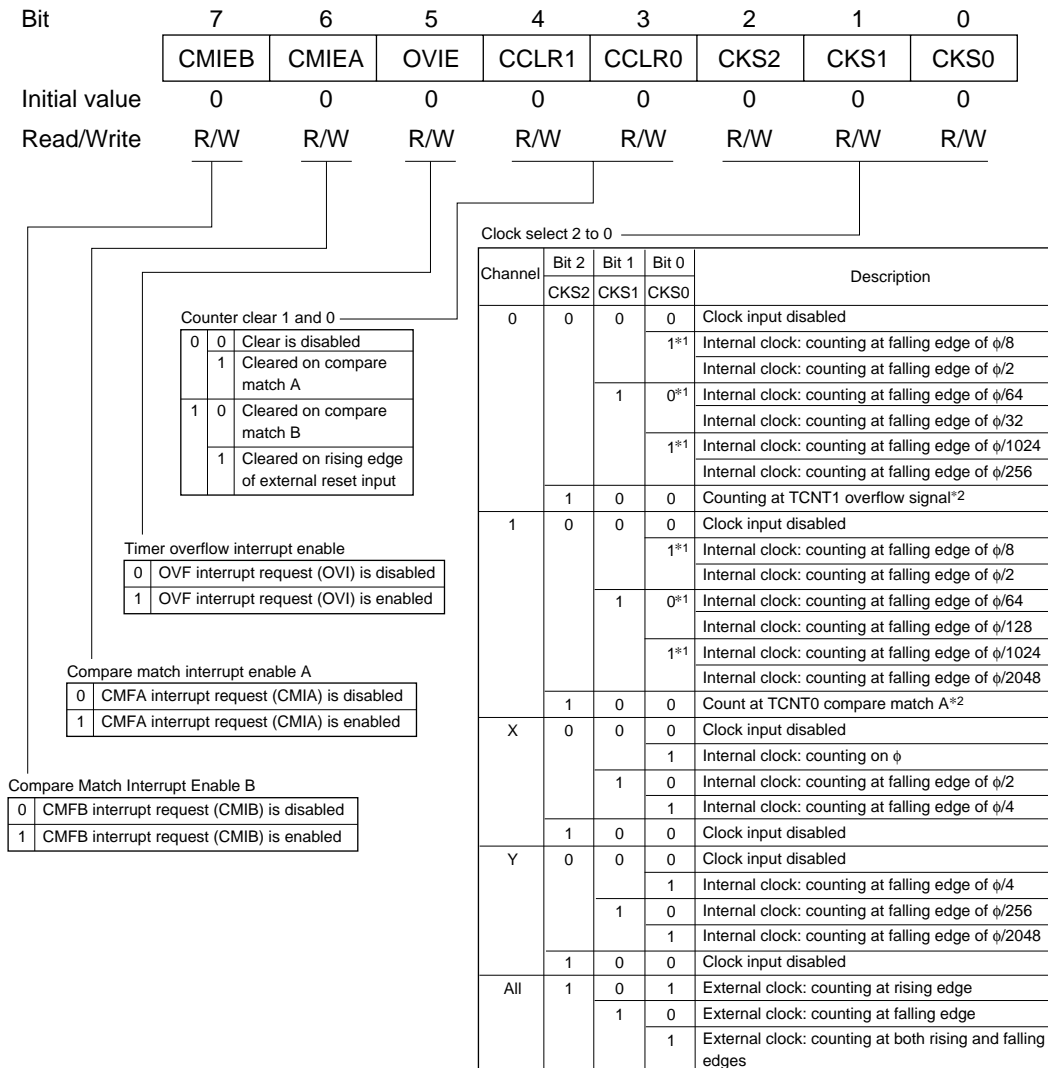 Bit 7 6 5 4 3 2 1 0
CMIEB CMIEA OVIE CCLR1 CCLR0 CKS2 CKS1 CKS0
Initial value 0 0 0 0 0 0 0 0
Read/Write R/W R/W R/W R/W R/W R/W R/W R/W
Clock select 2 to 0
Channel Bit 2 Bit 1 Bit 0 Description
CKS2 CKS1 CKS0
0 0 0 0 Clock input disabled
1*1 Internal clock: counting at falling edge of ϕ/8
Internal clock: counting at falling edge of ϕ/2
1 0*1 Internal clock: counting at falling edge of ϕ/64
Internal clock: counting at falling edge of ϕ/32
1*1 Internal clock: counting at falling edge of ϕ/1024
Internal clock: counting at falling edge of ϕ/256
1 0 0 Counting at TCNT1 overflow signal*2
1 0 0 0 Clock input disabled
1*1 Internal clock: counting at falling edge of ϕ/8
Internal clock: counting at falling edge of ϕ/2
1 0*1 Internal clock: counting at falling edge of ϕ/64
Internal clock: counting at falling edge of ϕ/128
1*1 Internal clock: counting at falling edge of ϕ/1024
Internal clock: counting at falling edge of ϕ/2048
1 0 0 Count at TCNT0 compare match A*2
X 0 0 0 Clock input disabled
1 Internal clock: counting on ϕ
1 0 Internal clock: counting at falling edge of ϕ/2
1 Internal clock: counting at falling edge of ϕ/4
1 0 0 Clock input disabled
Y 0 0 0 Clock input disabled
1 Internal clock: counting at falling edge of ϕ/4
1 0 Internal clock: counting at falling edge of ϕ/256
1 Internal clock: counting at falling edge of ϕ/2048
1 0 0 Clock input disabled
All 1 0 1 External clock: counting at rising edge
1 0 External clock: counting at falling edge
1 External clock: counting at both rising and falling
edges
Counter clear 1 and 0
0 0 Clear is disabled
1 Cleared on compare
match A
1 0 Cleared on compare
match B
1 Cleared on rising edge
of external reset input
Timer overflow interrupt enable
0 OVF interrupt request (OVI) is disabled
1 OVF interrupt request (OVI) is enabled
Compare match interrupt enable A
0 CMFA interrupt request (CMIA) is disabled
1 CMFA interrupt request (CMIA) is enabled
Compare Match Interrupt Enable B
0 CMFB interrupt request (CMIB) is disabled
1 CMFB interrupt request (CMIB) is enabled